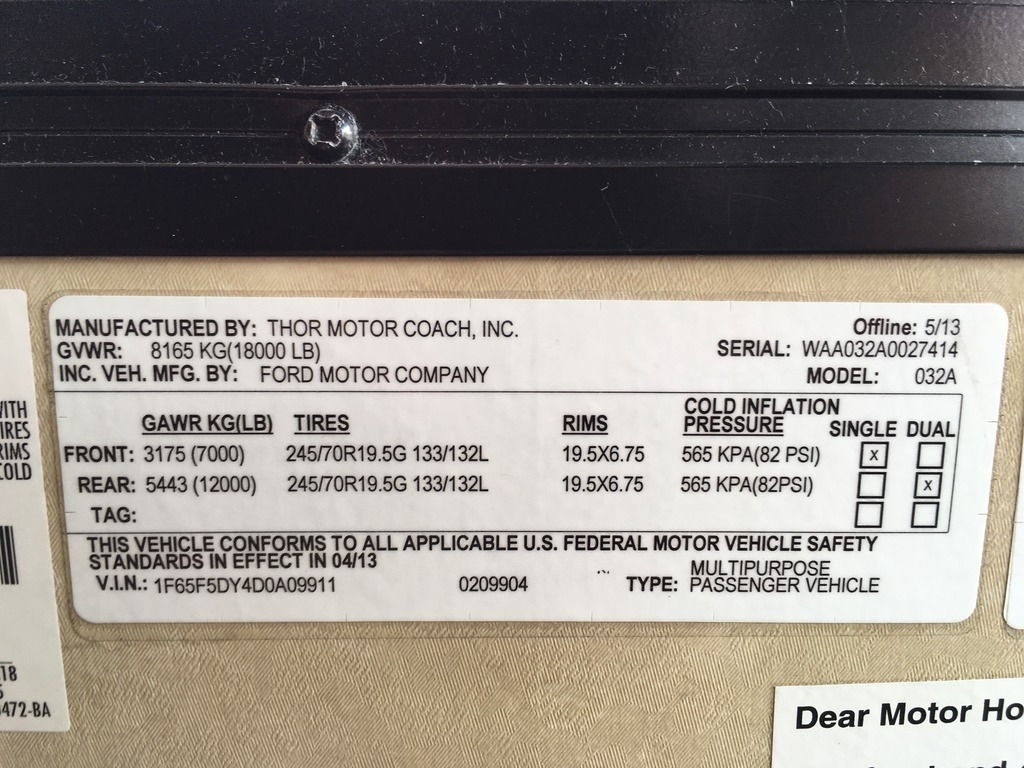 MANUFACTURED BY: THOR MOTOR COACH, INC. Offline: 5/13
GVWR: 8165 KG(18000 LB) SERIAL: WAA032A0027414
INC. VEH. MFG. BY: FORD MOTOR COMPANY MODEL: 032A
GAWR KG(LB) TIRES RIMS COLD INFLATION PRESSURE SINGLE DUAL
FRONT: 3175 (7000) 245/70R19.5G 133/132L 19.5X6.75 565 KPA(82 PSI) X
REAR: 5443 (12000) 245/70R19.5G 133/132L 19.5X6.75 565 KPA(82PSI) X
TAG:
THIS VEHICLE CONFORMS TO ALL APPLICABLE U.S. FEDERAL MOTOR VEHICLE SAFETY
STANDARDS IN EFFECT IN 04/13
V.I.N.: 1F65F5DY4D0A09911 0209904 TYPE: MULTIPURPOSE PASSENGER VEHICLE
COLD
472-BA
Dear Motor Ho